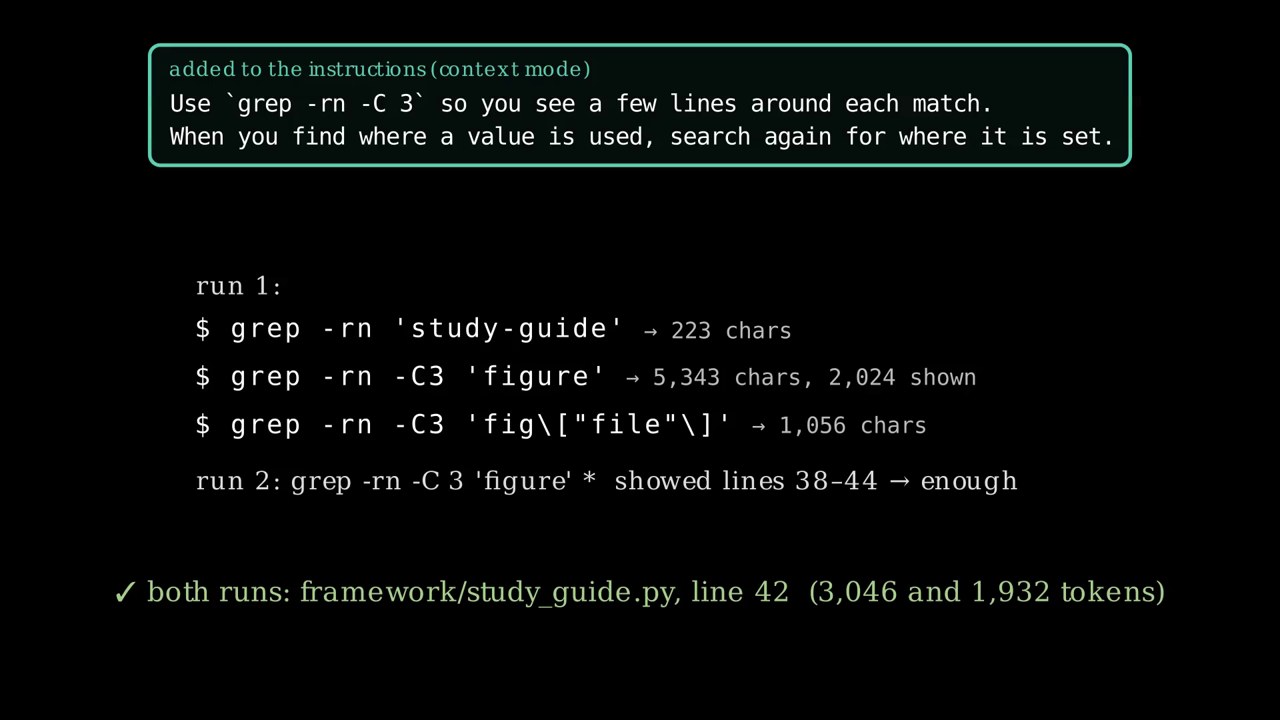 added to the instructions (context mode)
Use `grep -rn -C 3` so you see a few lines around each match.
When you find where a value is used, search again for where it is set.
run 1:
$ grep -rn 'study-guide' → 223 chars
$ grep -rn -C3 'figure' → 5,343 chars, 2,024 shown
$ grep -rn -C3 'fig\["file"\]' → 1,056 chars
run 2: grep -rn -C 3 'figure' * showed lines 38–44 → enough
✓ both runs: framework/study_guide.py, line 42 (3,046 and 1,932 tokens)